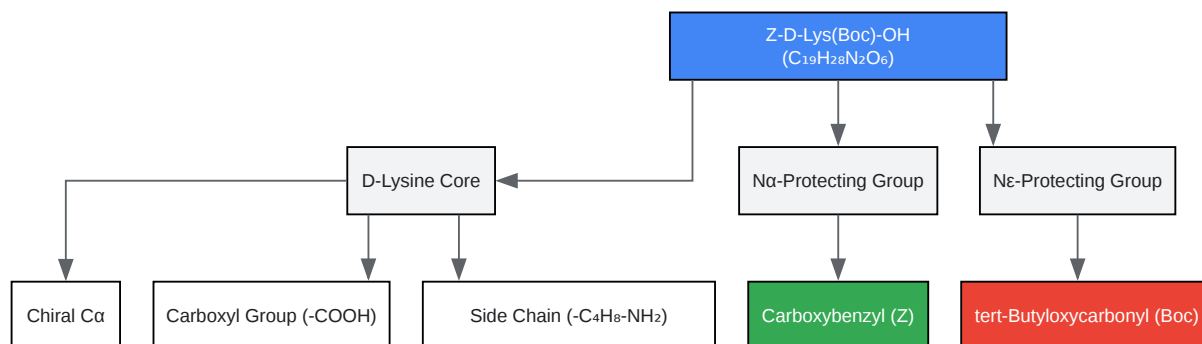 Z-D-Lys(Boc)-OH
(C₁₉H₂₈N₂O₆)
D-Lysine Core
Nα-Protecting Group
Nε-Protecting Group
Chiral Cα
Carboxyl Group (-COOH)
Side Chain (-C₄H₈-NH₂)
Carboxybenzyl (Z)
tert-Butyloxycarbonyl (Boc)